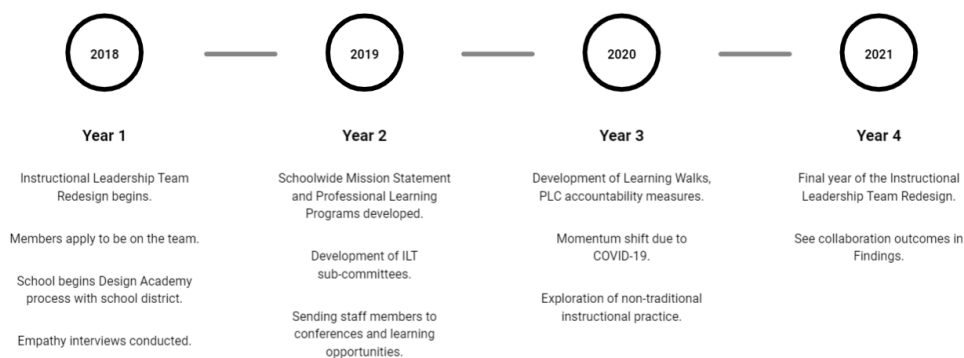 2018
2019
2020
2021
Year 1
Instructional Leadership Team
Redesign begins.
Members apply to be on the team.
School begins Design Academy
process with school district.
Empathy interviews conducted.
Year 2
Schoolwide Mission Statement
and Professional Learning
Programs developed.
Development of ILT
sub-committees.
Sending staff members to
conferences and learning
opportunities.
Year 3
Development of Learning Walks,
PLC accountability measures.
Momentum shift due to
COVID-19.
Exploration of non-traditional
instructional practice.
Year 4
Final year of the Instructional
Leadership Team Redesign.
See collaboration outcomes in
Findings.